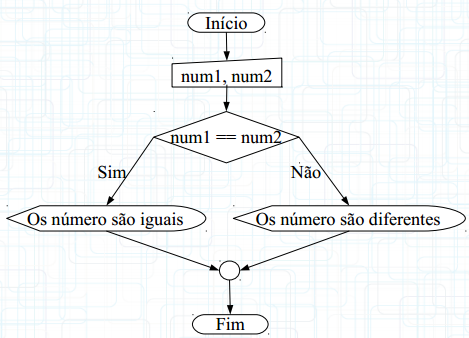 Início
num1, num2
num1 == num2
Sim
Não
Os número são iguais
Os número são diferentes
Fim